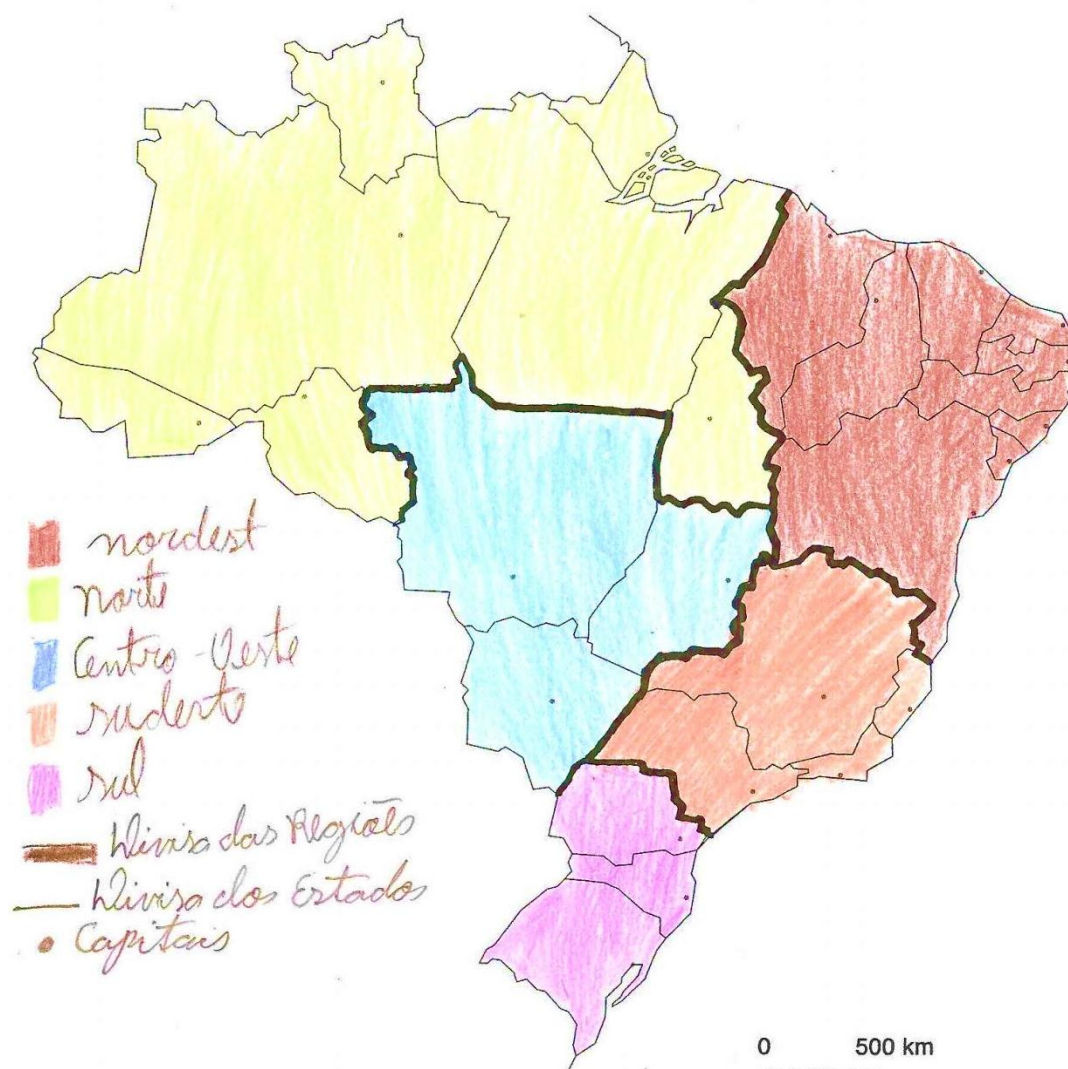 nordest
norte
Centro-Oeste
sudeste
sul
Divisa das Regiões
Divisa dos Estados
Capitais
0 500 km